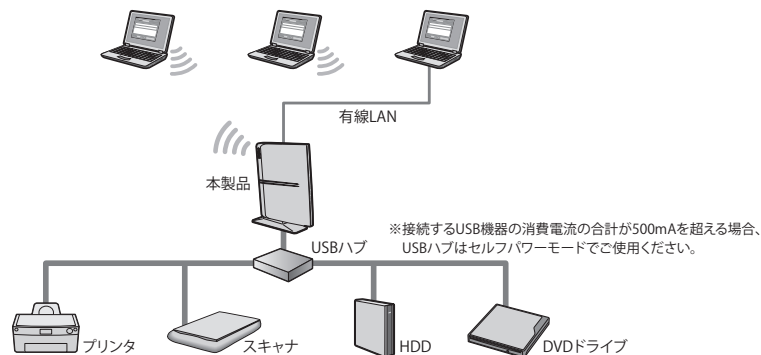 有線LAN
本製品
※接続するUSB機器の消費電流の合計が500mAを超える場合、
USBハブはセルフパワーモードでご使用ください。
USBハブ
プリンタ
スキャナ
HDD
DVDドライブ